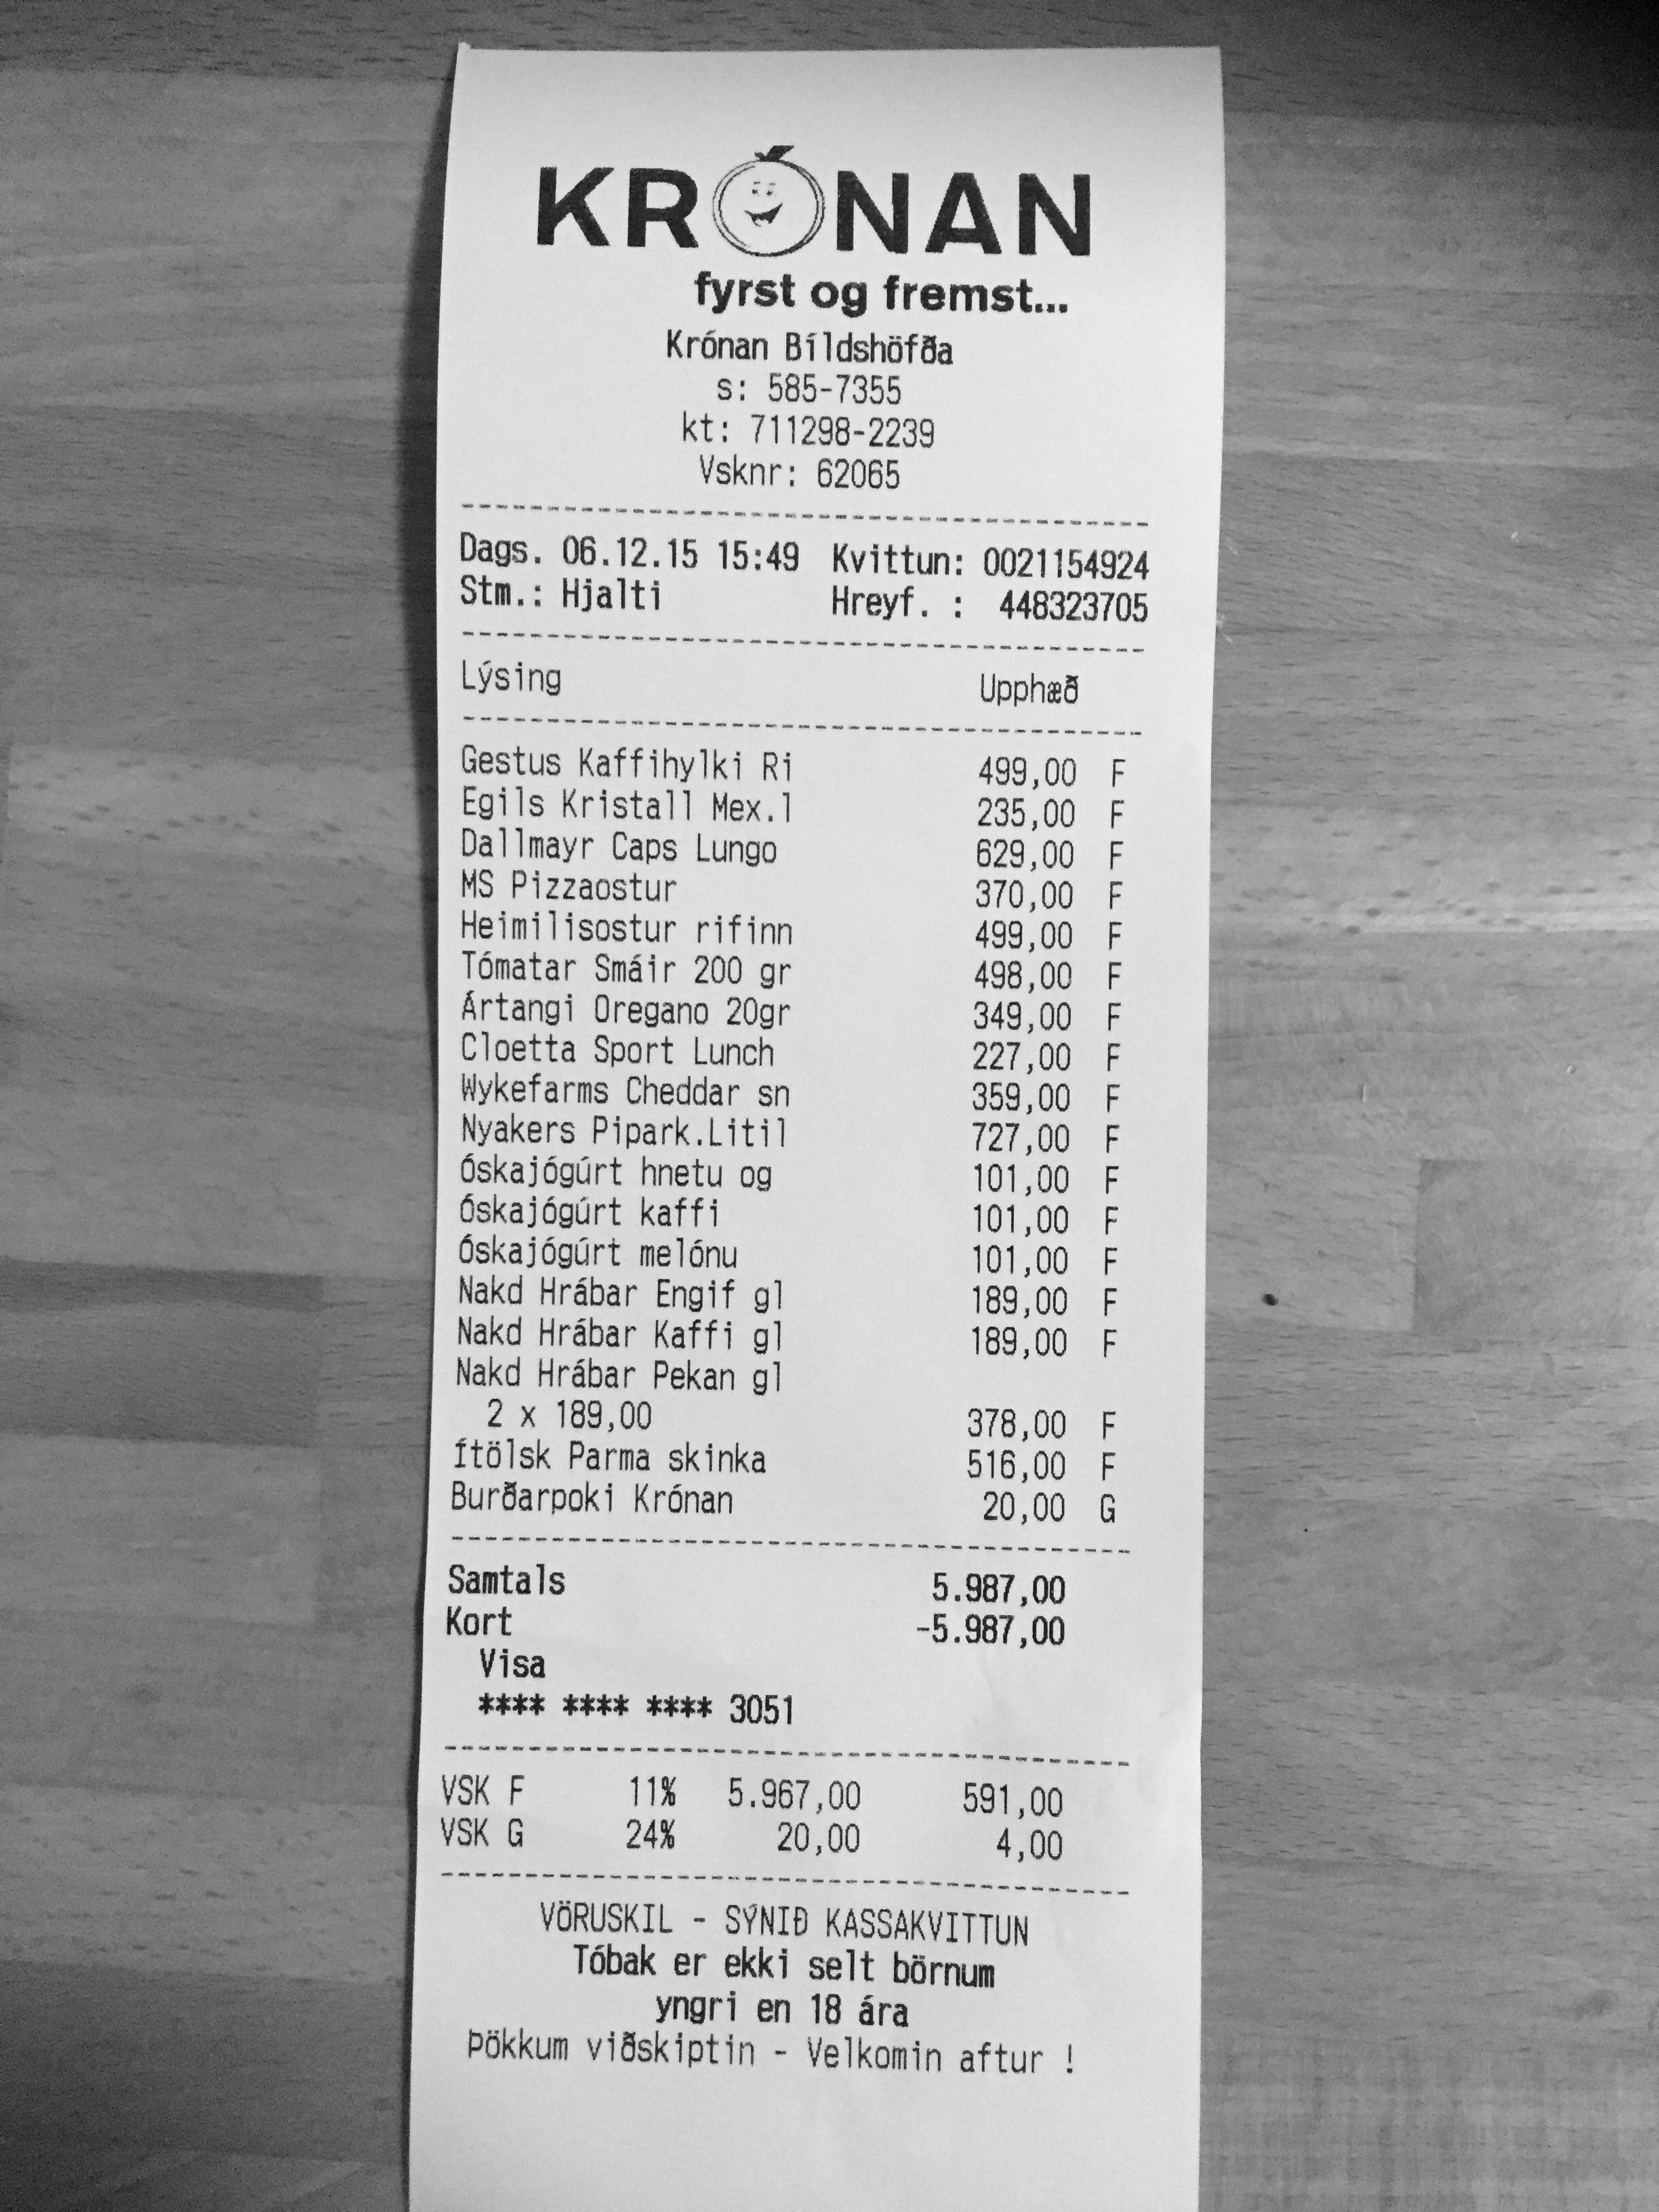 KRÓNAN
fyrst og fremst...
Krónan Bíldshöfða
s: 585-7355
kt: 711298-2239
Vsknr: 62065
Dags. 06.12.15 15:49 Kvittun: 0021154924
Stm.: Hjalti Hreyf. : 448323705
Lýsing Upphæð
Gestus Kaffihylki Ri 499,00 F
Egils Kristall Mex.l 235,00 F
Dallmayr Caps Lungo 629,00 F
MS Pizzaostur 370,00 F
Heimilisostur rifinn 499,00 F
Tómatar Smáir 200 gr 498,00 F
Ártangi Oregano 20gr 349,00 F
Cloetta Sport Lunch 227,00 F
Wykefarms Cheddar sn 359,00 F
Nyakers Pipark.Litil 727,00 F
Óskajógúrt hnetu og 101,00 F
Óskajógúrt kaffi 101,00 F
Óskajógúrt melónu 101,00 F
Nakd Hrábar Engif gl 189,00 F
Nakd Hrábar Kaffi gl 189,00 F
Nakd Hrábar Pekan gl
2 x 189,00 378,00 F
Ítölsk Parma skinka 516,00 F
Burðarpoki Krónan 20,00 G
Samtals 5.987,00
Kort -5.987,00
Visa
**** **** **** 3051
VSK F 11% 5.967,00 591,00
VSK G 24% 20,00 4,00
VÖRUSKIL - SÝNIÐ KASSAKVITTUN
Tóbak er ekki selt börnum
yngri en 18 ára
Þökkum viðskiptin - Velkomin aftur !